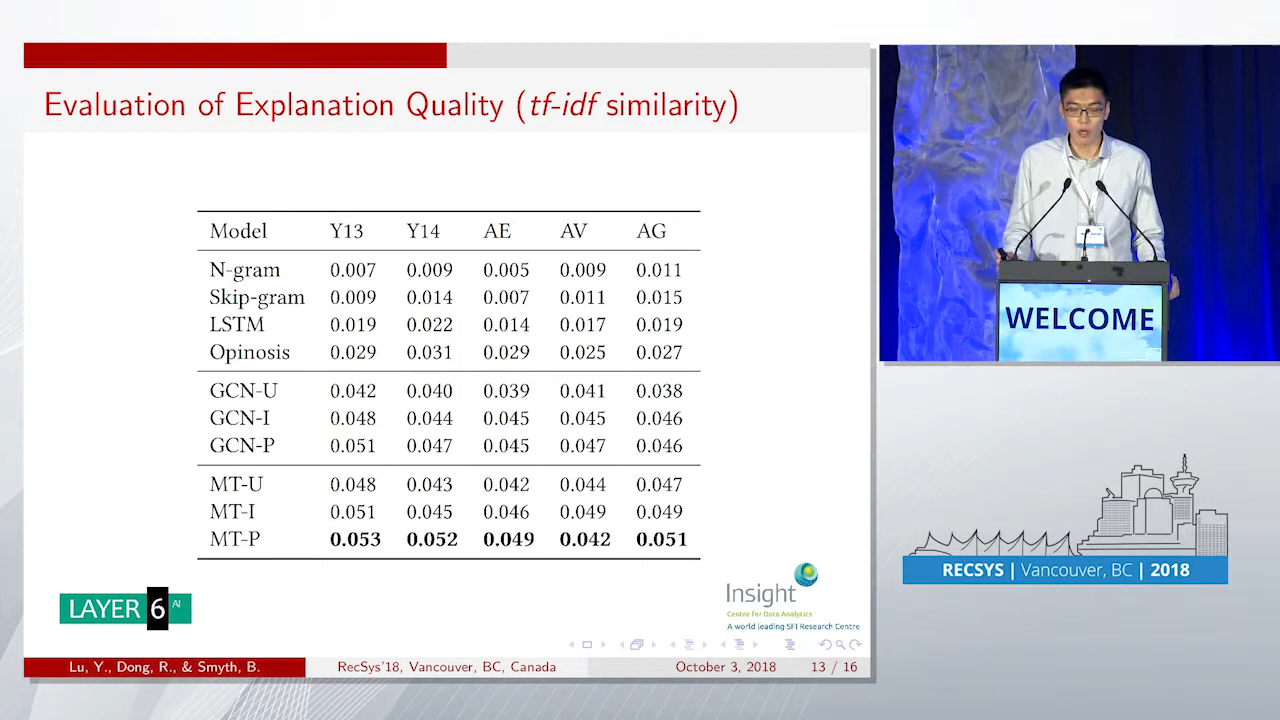 Evaluation of Explanation Quality (tf-idf similarity)
Model Y13 Y14 AE AV AG
N-gram 0.007 0.009 0.005 0.009 0.011
Skip-gram 0.009 0.014 0.007 0.011 0.015
LSTM 0.019 0.022 0.014 0.017 0.019
Opinosis 0.029 0.031 0.029 0.025 0.027
GCN-U 0.042 0.040 0.039 0.041 0.038
GCN-I 0.048 0.044 0.045 0.045 0.046
GCN-P 0.051 0.047 0.045 0.047 0.046
MT-U 0.048 0.043 0.042 0.044 0.047
MT-I 0.051 0.045 0.046 0.049 0.049
MT-P 0.053 0.052 0.049 0.042 0.051
LAYER 6 AI
Insight
Centre for Data Analytics
A world leading SFI Research Centre
Lu, Y., Dong, R., & Smyth, B. RecSys'18, Vancouver, BC, Canada October 3, 2018 13 / 16
WELCOME
RECSYS | Vancouver, BC | 2018